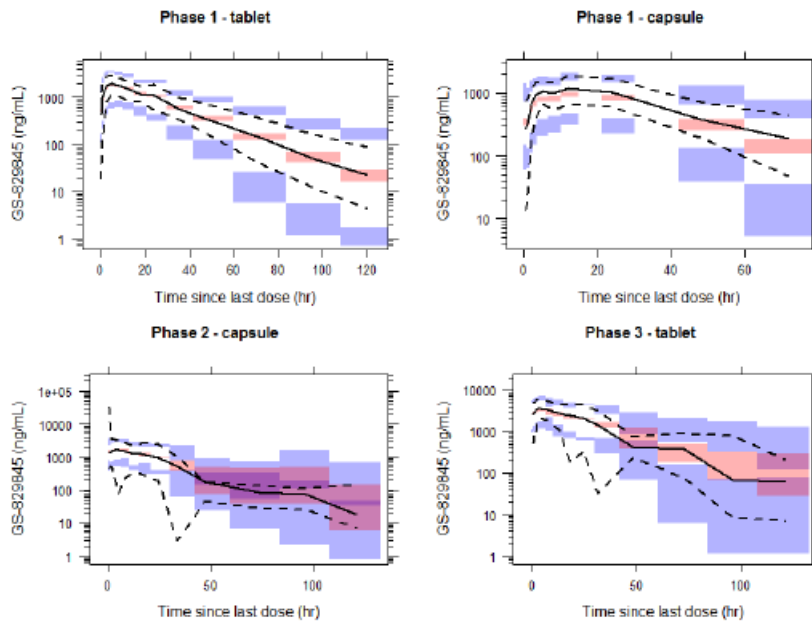 Phase 1 - tablet
GS-829845 (ng/mL)
1000
100
10
1
0 20 40 60 80 100 120
Time since last dose (hr)
Phase 1 - capsule
GS-829845 (ng/mL)
1000
100
10
0 20 40 60
Time since last dose (hr)
Phase 2 - capsule
GS-829845 (ng/mL)
1e+05
10000
1000
100
10
1
0 50 100
Time since last dose (hr)
Phase 3 - tablet
GS-829845 (ng/mL)
10000
1000
100
10
1
0 50 100
Time since last dose (hr)